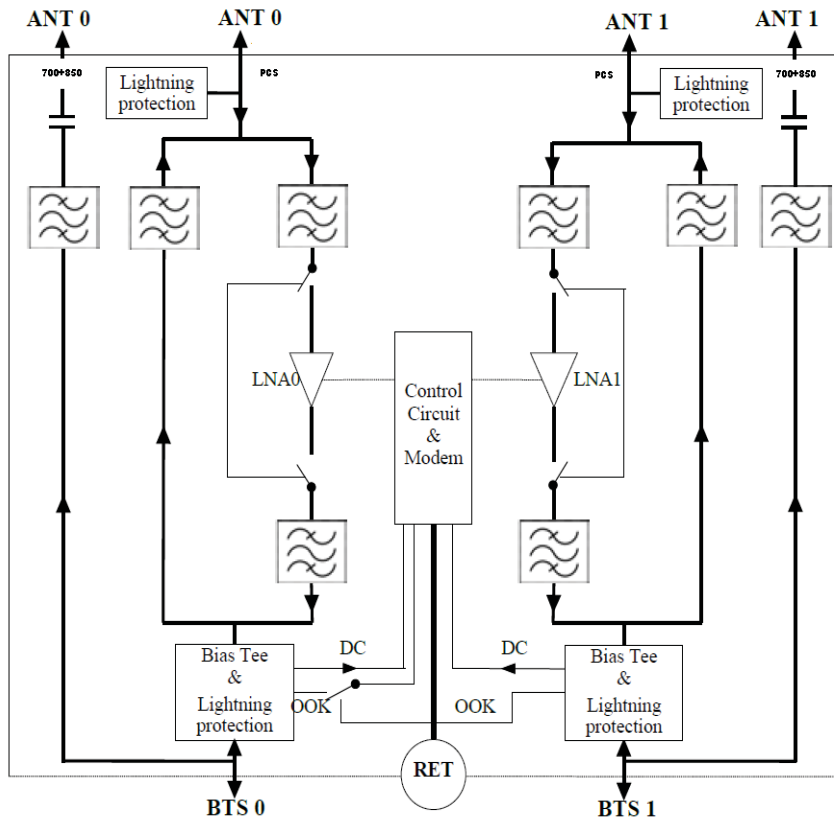 ANT 0
ANT 0
ANT 1
ANT 1
700+850
Lightning
protection
PCS
PCS
Lightning
protection
700+850
LNA0
Control
Circuit
&
Modem
LNA1
DC
DC
Bias Tee
&
Lightning
protection
OOK
OOK
Bias Tee
&
Lightning
protection
RET
BTS 0
BTS 1